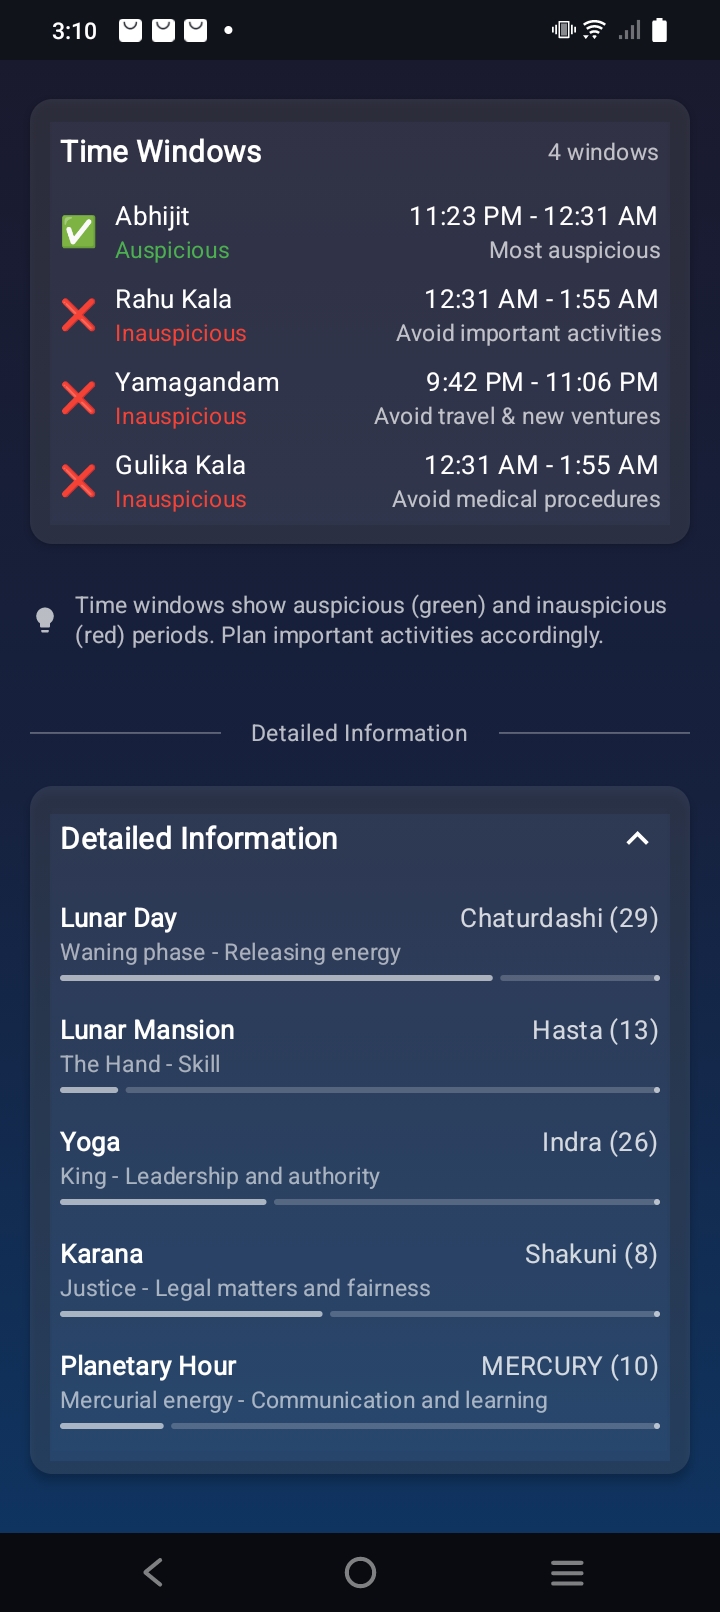 3:10
Time Windows 4 windows
Abhijit 11:23 PM - 12:31 AM
Auspicious Most auspicious
Rahu Kala 12:31 AM - 1:55 AM
Inauspicious Avoid important activities
Yamagandam 9:42 PM - 11:06 PM
Inauspicious Avoid travel & new ventures
Gulika Kala 12:31 AM - 1:55 AM
Inauspicious Avoid medical procedures
Time windows show auspicious (green) and inauspicious
(red) periods. Plan important activities accordingly.
Detailed Information
Detailed Information
Lunar Day Chaturdashi (29)
Waning phase - Releasing energy
Lunar Mansion Hasta (13)
The Hand - Skill
Yoga Indra (26)
King - Leadership and authority
Karana Shakuni (8)
Justice - Legal matters and fairness
Planetary Hour MERCURY (10)
Mercurial energy - Communication and learning